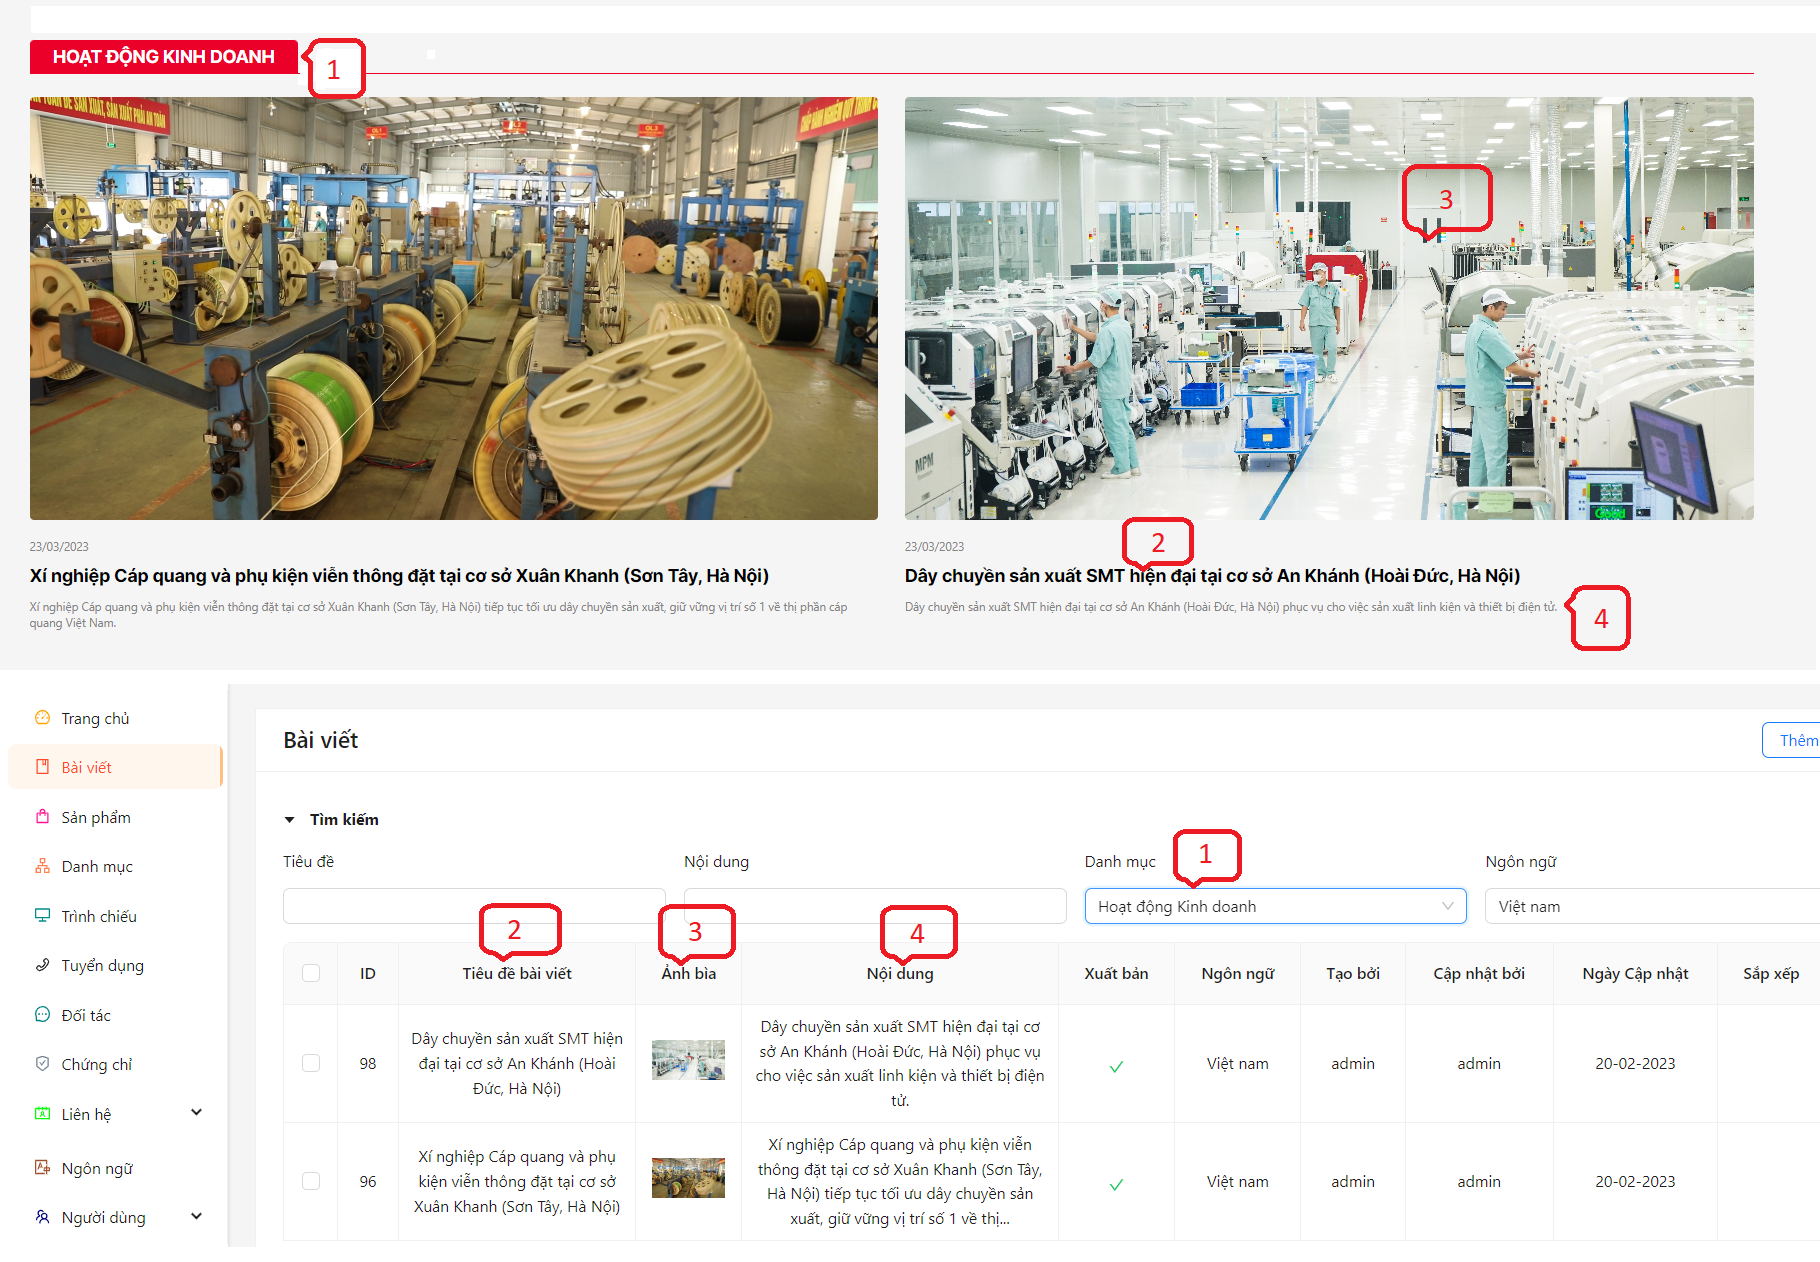 HOẠT ĐỘNG KINH DOANH
1
SẢN XUẤT, SẢN XUẤT PHẢI AN TOÀN
3
MPM
Good
23/03/2023
Xí nghiệp Cáp quang và phụ kiện viễn thông đặt tại cơ sở Xuân Khanh (Sơn Tây, Hà Nội)
Xí nghiệp Cáp quang và phụ kiện viễn thông đặt tại cơ sở Xuân Khanh (Sơn Tây, Hà Nội) tiếp tục tối ưu dây chuyền sản xuất, giữ vững vị trí số 1 về thị phần cáp
quang Việt Nam.
23/03/2023
2
Dây chuyền sản xuất SMT hiện đại tại cơ sở An Khánh (Hoài Đức, Hà Nội)
Dây chuyền sản xuất SMT hiện đại tại cơ sở An Khánh (Hoài Đức, Hà Nội) phục vụ cho việc sản xuất linh kiện và thiết bị điện tử.
4
Trang chủ
Bài viết
Sản phẩm
Danh mục
Trình chiếu
Tuyển dụng
Đối tác
Chứng chỉ
Liên hệ
Ngôn ngữ
Người dùng
Bài viết
Thêm
Tìm kiếm
Tiêu đề
Nội dung
Danh mục
1
Ngôn ngữ
Hoạt động Kinh doanh
Việt nam
2
3
4
ID
Tiêu đề bài viết
Ảnh bìa
Nội dung
Xuất bản
Ngôn ngữ
Tạo bởi
Cập nhật bởi
Ngày Cập nhật
Sắp xếp
98
Dây chuyền sản xuất SMT hiện
đại tại cơ sở An Khánh (Hoài
Đức, Hà Nội)
Dây chuyền sản xuất SMT hiện đại tại cơ
sở An Khánh (Hoài Đức, Hà Nội) phục vụ
cho việc sản xuất linh kiện và thiết bị điện
tử.
Việt nam
admin
admin
20-02-2023
96
Xí nghiệp Cáp quang và phụ
kiện viễn thông đặt tại cơ sở
Xuân Khanh (Sơn Tây, Hà Nội)
Xí nghiệp Cáp quang và phụ kiện viễn
thông đặt tại cơ sở Xuân Khanh (Sơn Tây,
Hà Nội) tiếp tục tối ưu dây chuyền sản
xuất, giữ vững vị trí số 1 về thị...
Việt nam
admin
admin
20-02-2023